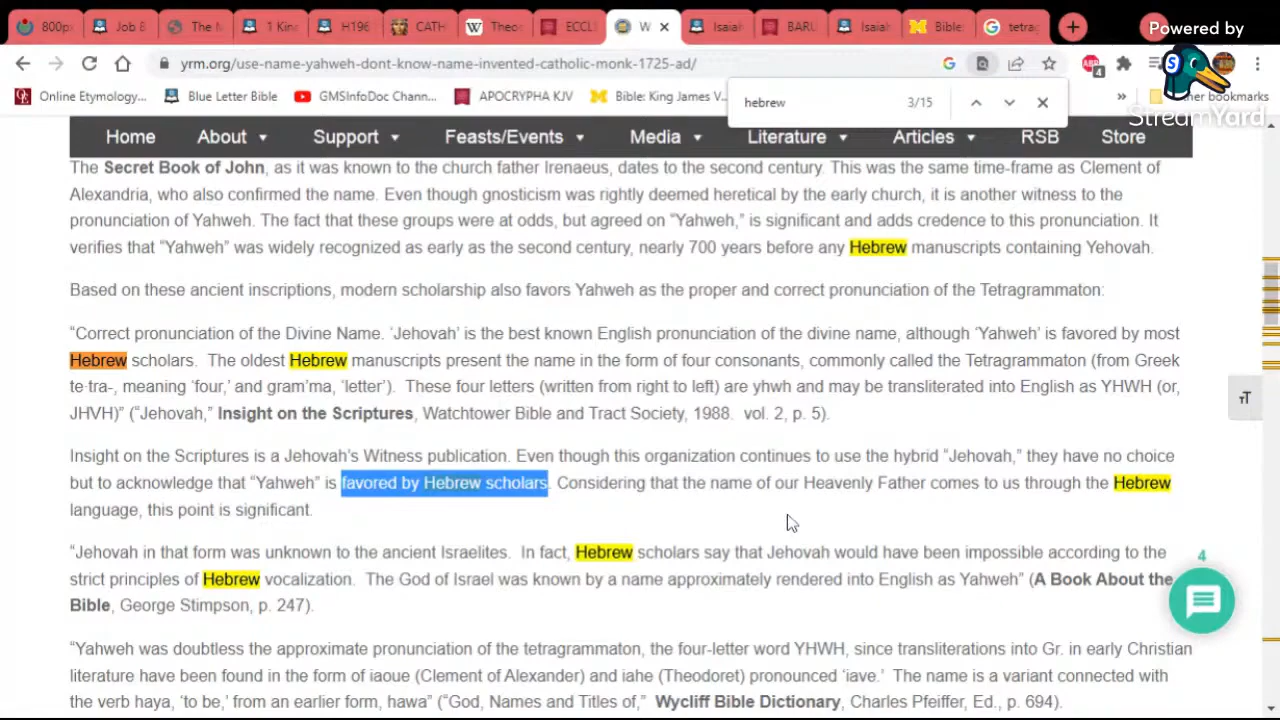 800p
Job E
The N
1 Kin
H196
CATH
Theo
ECCL
W
Isaiah
BARU
Isaiah
Bible:
tetrag
Powered by
yrm.org/use-name-yahweh-dont-know-name-invented-catholic-monk-1725-ad/
4
StreamYard
Online Etymology...
Blue Letter Bible
GMSInfoDoc Chann...
APOCRYPHA KJV
Bible: King James V...
hebrew 3/15
»
her bookmarks
Home About Support Feasts/Events Media Literature Articles RSB Store
The Secret Book of John, as it was known to the church father Irenaeus, dates to the second century. This was the same time-frame as Clement of
Alexandria, who also confirmed the name. Even though gnosticism was rightly deemed heretical by the early church, it is another witness to the
pronunciation of Yahweh. The fact that these groups were at odds, but agreed on “Yahweh,” is significant and adds credence to this pronunciation. It
verifies that “Yahweh” was widely recognized as early as the second century, nearly 700 years before any Hebrew manuscripts containing Yehovah.
Based on these ancient inscriptions, modern scholarship also favors Yahweh as the proper and correct pronunciation of the Tetragrammaton:
“Correct pronunciation of the Divine Name. ‘Jehovah’ is the best known English pronunciation of the divine name, although ‘Yahweh’ is favored by most
Hebrew scholars. The oldest Hebrew manuscripts present the name in the form of four consonants, commonly called the Tetragrammaton (from Greek
te·tra-, meaning ‘four,’ and gram’ma, ‘letter’). These four letters (written from right to left) are yhwh and may be transliterated into English as YHWH (or,
JHVH)” (“Jehovah,” Insight on the Scriptures, Watchtower Bible and Tract Society, 1988. vol. 2, p. 5).
Insight on the Scriptures is a Jehovah’s Witness publication. Even though this organization continues to use the hybrid “Jehovah,” they have no choice
but to acknowledge that “Yahweh” is favored by Hebrew scholars. Considering that the name of our Heavenly Father comes to us through the Hebrew
language, this point is significant.
“Jehovah in that form was unknown to the ancient Israelites. In fact, Hebrew scholars say that Jehovah would have been impossible according to the
strict principles of Hebrew vocalization. The God of Israel was known by a name approximately rendered into English as Yahweh” (A Book About the
Bible, George Stimpson, p. 247).
4
“Yahweh was doubtless the approximate pronunciation of the tetragrammaton, the four-letter word YHWH, since transliterations into Gr. in early Christian
literature have been found in the form of iaoue (Clement of Alexander) and iahe (Theodoret) pronounced ‘iave.’ The name is a variant connected with
the verb haya, ‘to be,’ from an earlier form, hawa” (“God, Names and Titles of,” Wycliff Bible Dictionary, Charles Pfeiffer, Ed., p. 694).